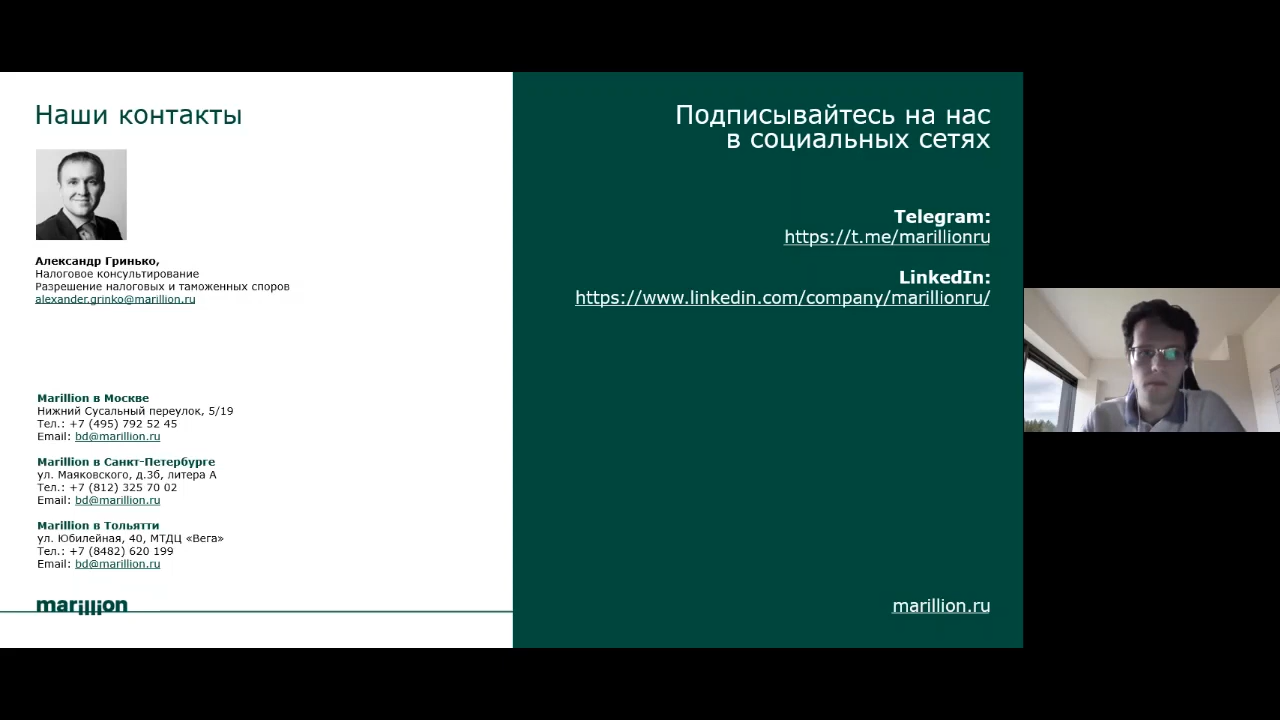 Наши контакты
Александр Гринько,
Налоговое консультирование
Разрешение налоговых и таможенных споров
alexander.grinko@marillion.ru
Marillion в Москве
Нижний Сусальный переулок, 5/19
Тел.: +7 (495) 792 52 45
Email: bd@marillion.ru
Marillion в Санкт-Петербурге
ул. Маяковского, д.3б, литера А
Тел.: +7 (812) 325 70 02
Email: bd@marillion.ru
Marillion в Тольятти
ул. Юбилейная, 40, МТДЦ «Вега»
Тел.: +7 (8482) 620 199
Email: bd@marillion.ru
marillion
Подписывайтесь на нас
в социальных сетях
Telegram:
https://t.me/marillionru
LinkedIn:
https://www.linkedin.com/company/marillionru/
marillion.ru